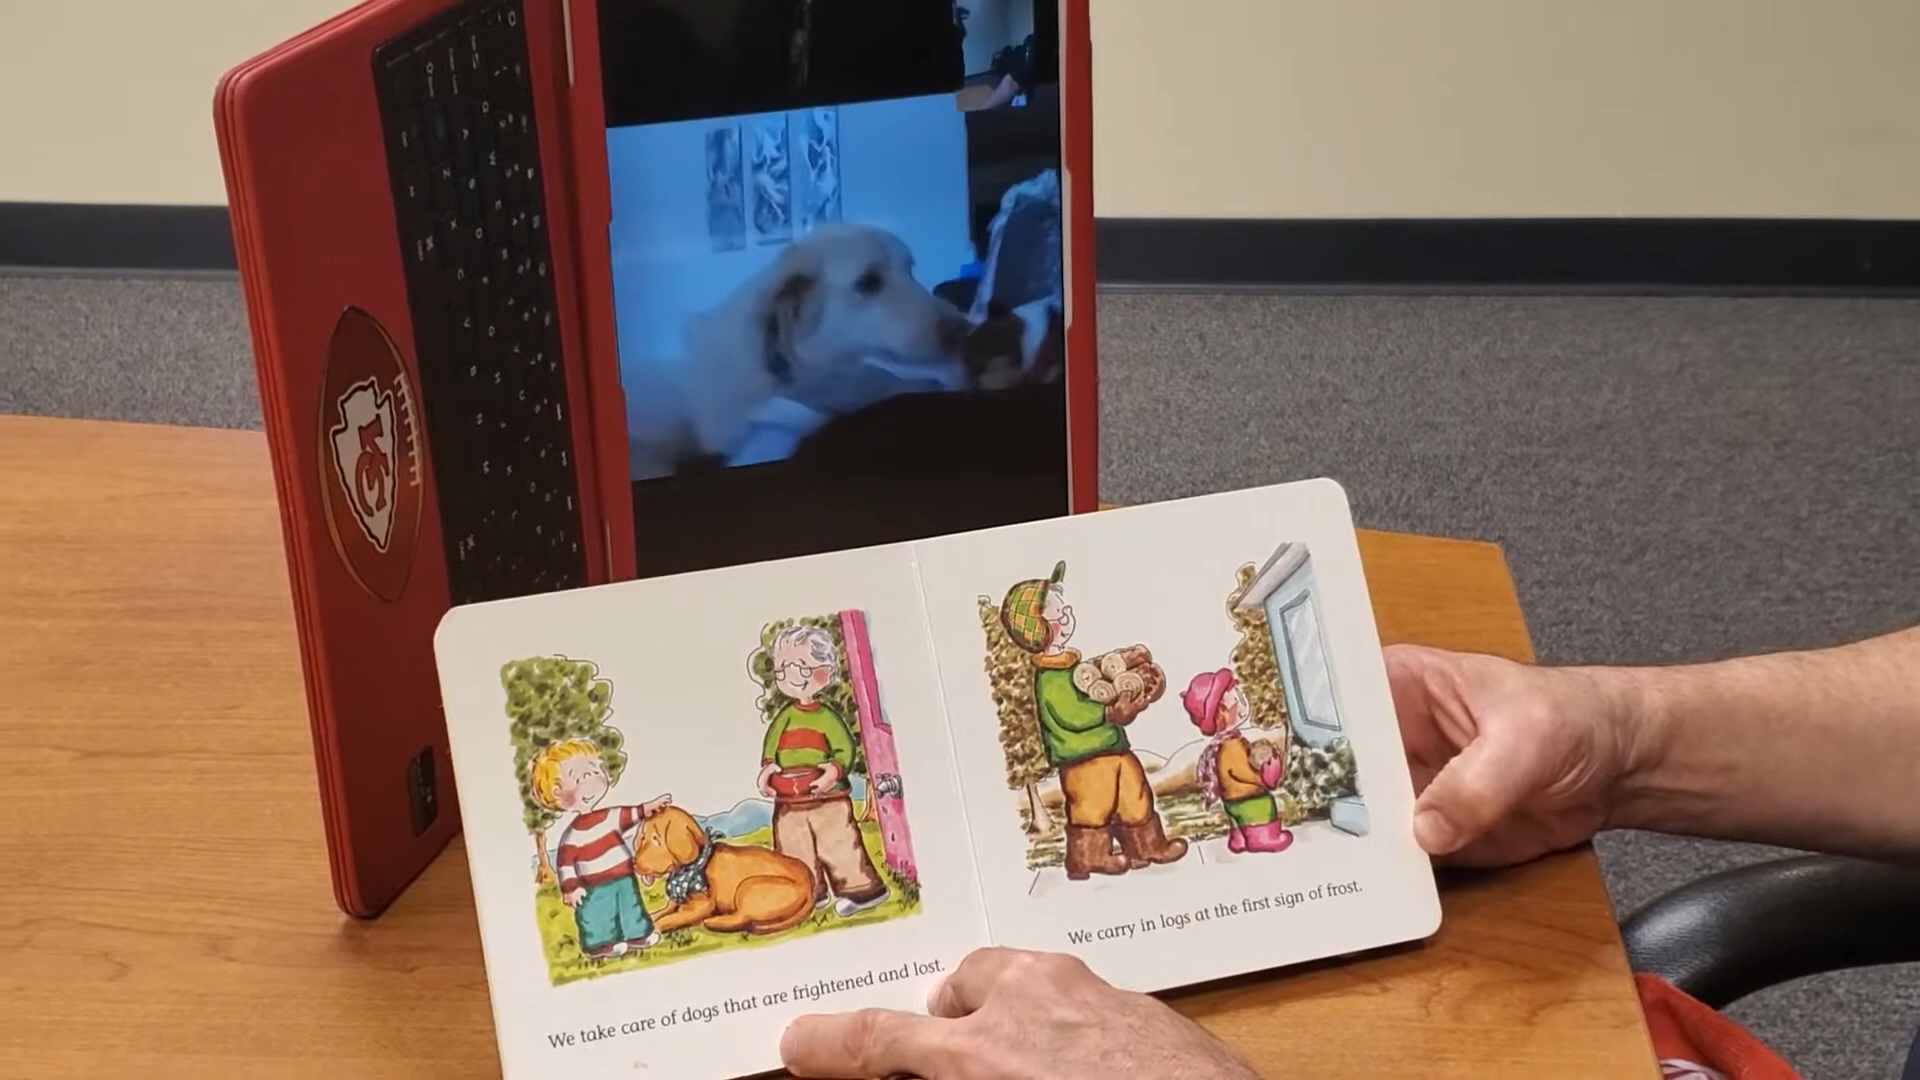 KC
We take care of dogs that are frightened and lost.
We carry in logs at the first sign of frost.